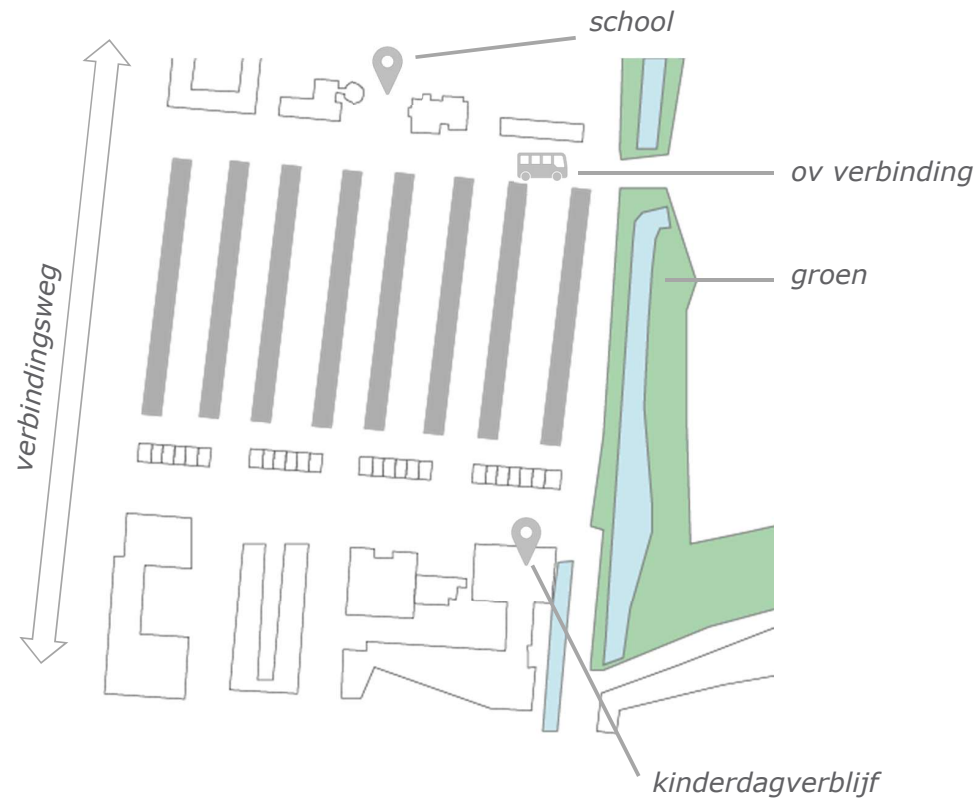 school
ov verbinding
groen
verbindingsweg
kinderdagverblijf